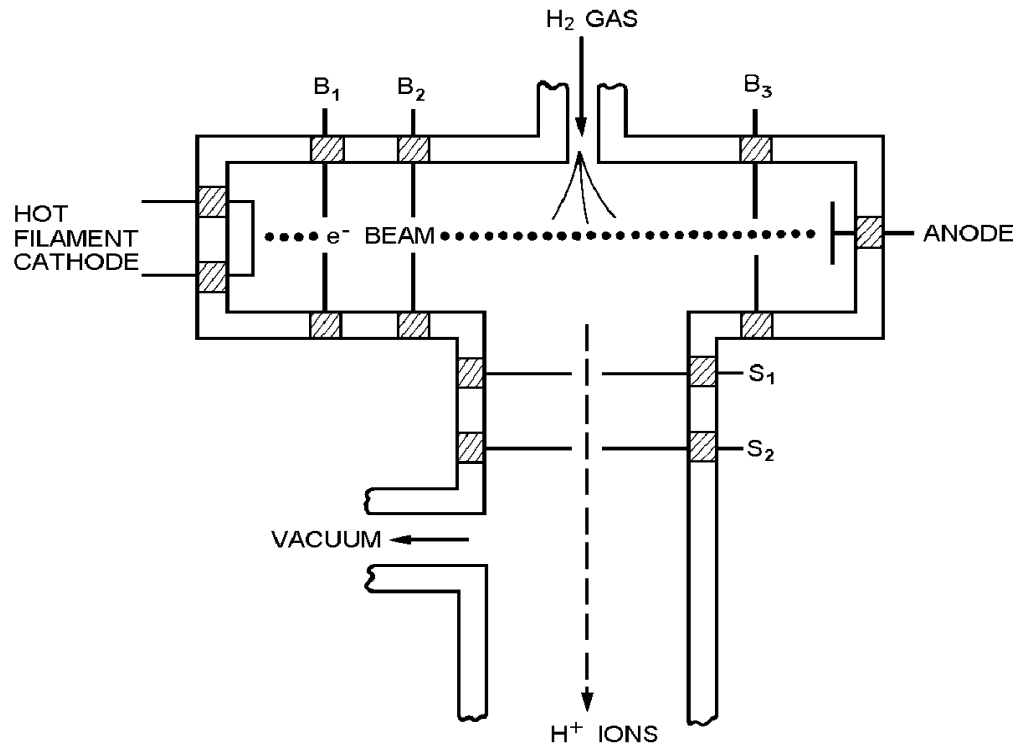 H₂ GAS
B₁
B₂
B₃
HOT
FILAMENT
CATHODE
e⁻ BEAM
ANODE
S₁
S₂
VACUUM
H⁺ IONS